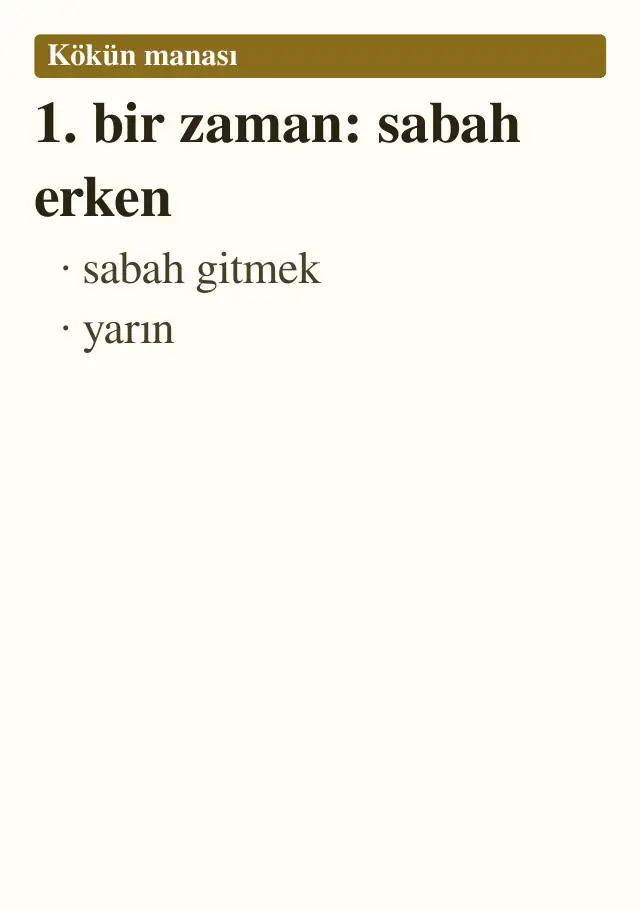 Kökün manası
1. bir zaman: sabah
erken
· sabah gitmek
· yarın